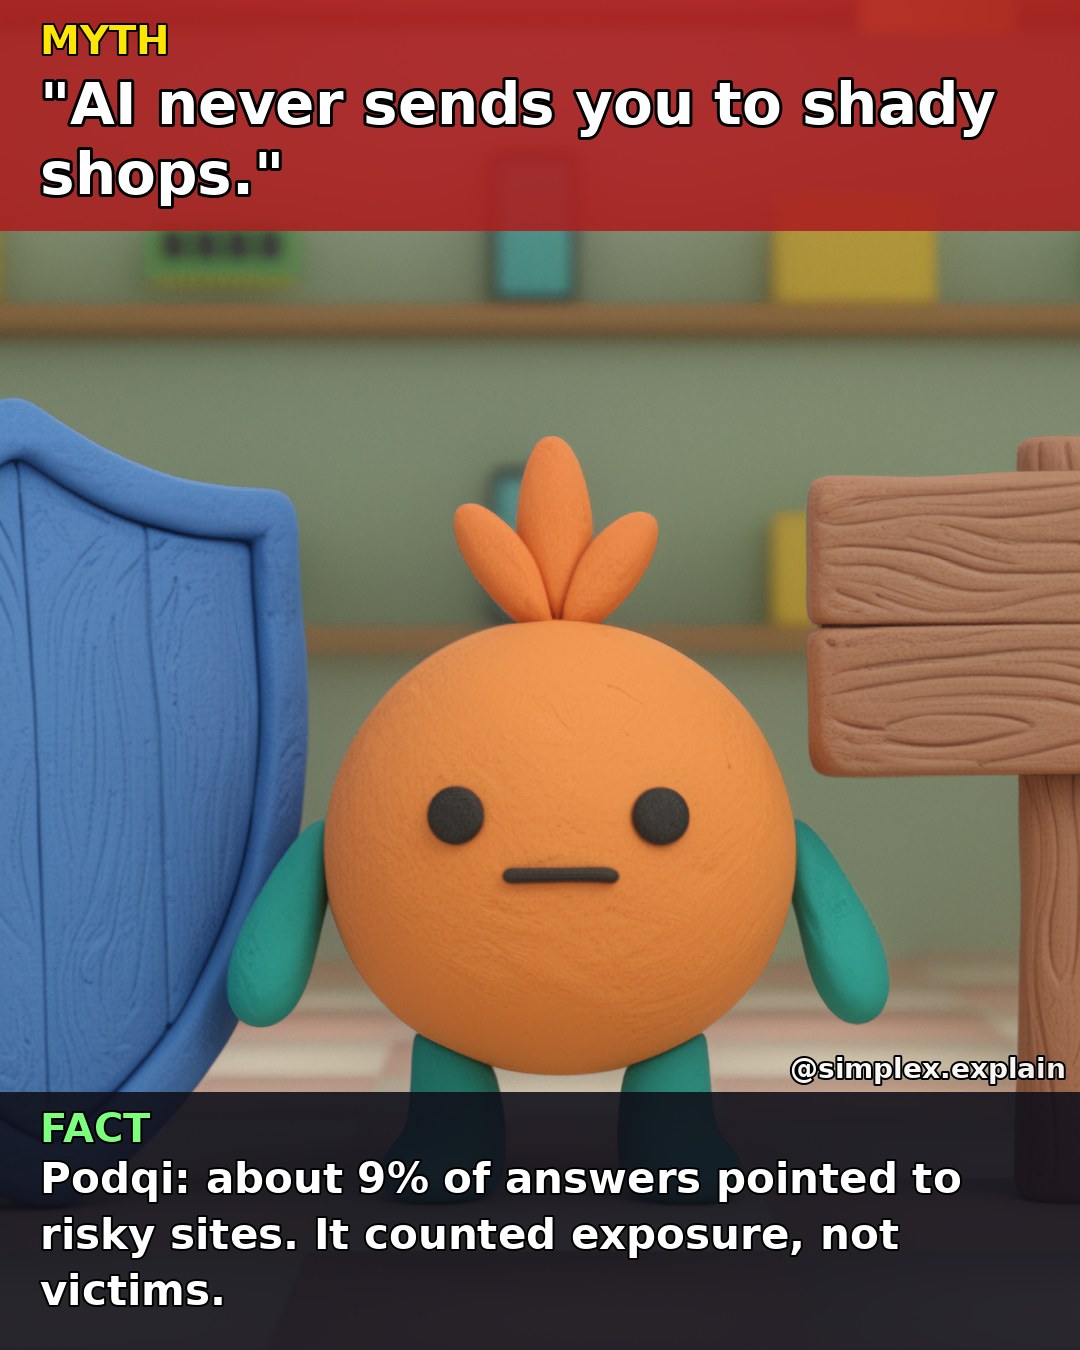 MYTH
"AI never sends you to shady
shops."
@simplex.explain
FACT
Podqi: about 9% of answers pointed to
risky sites. It counted exposure, not
victims.